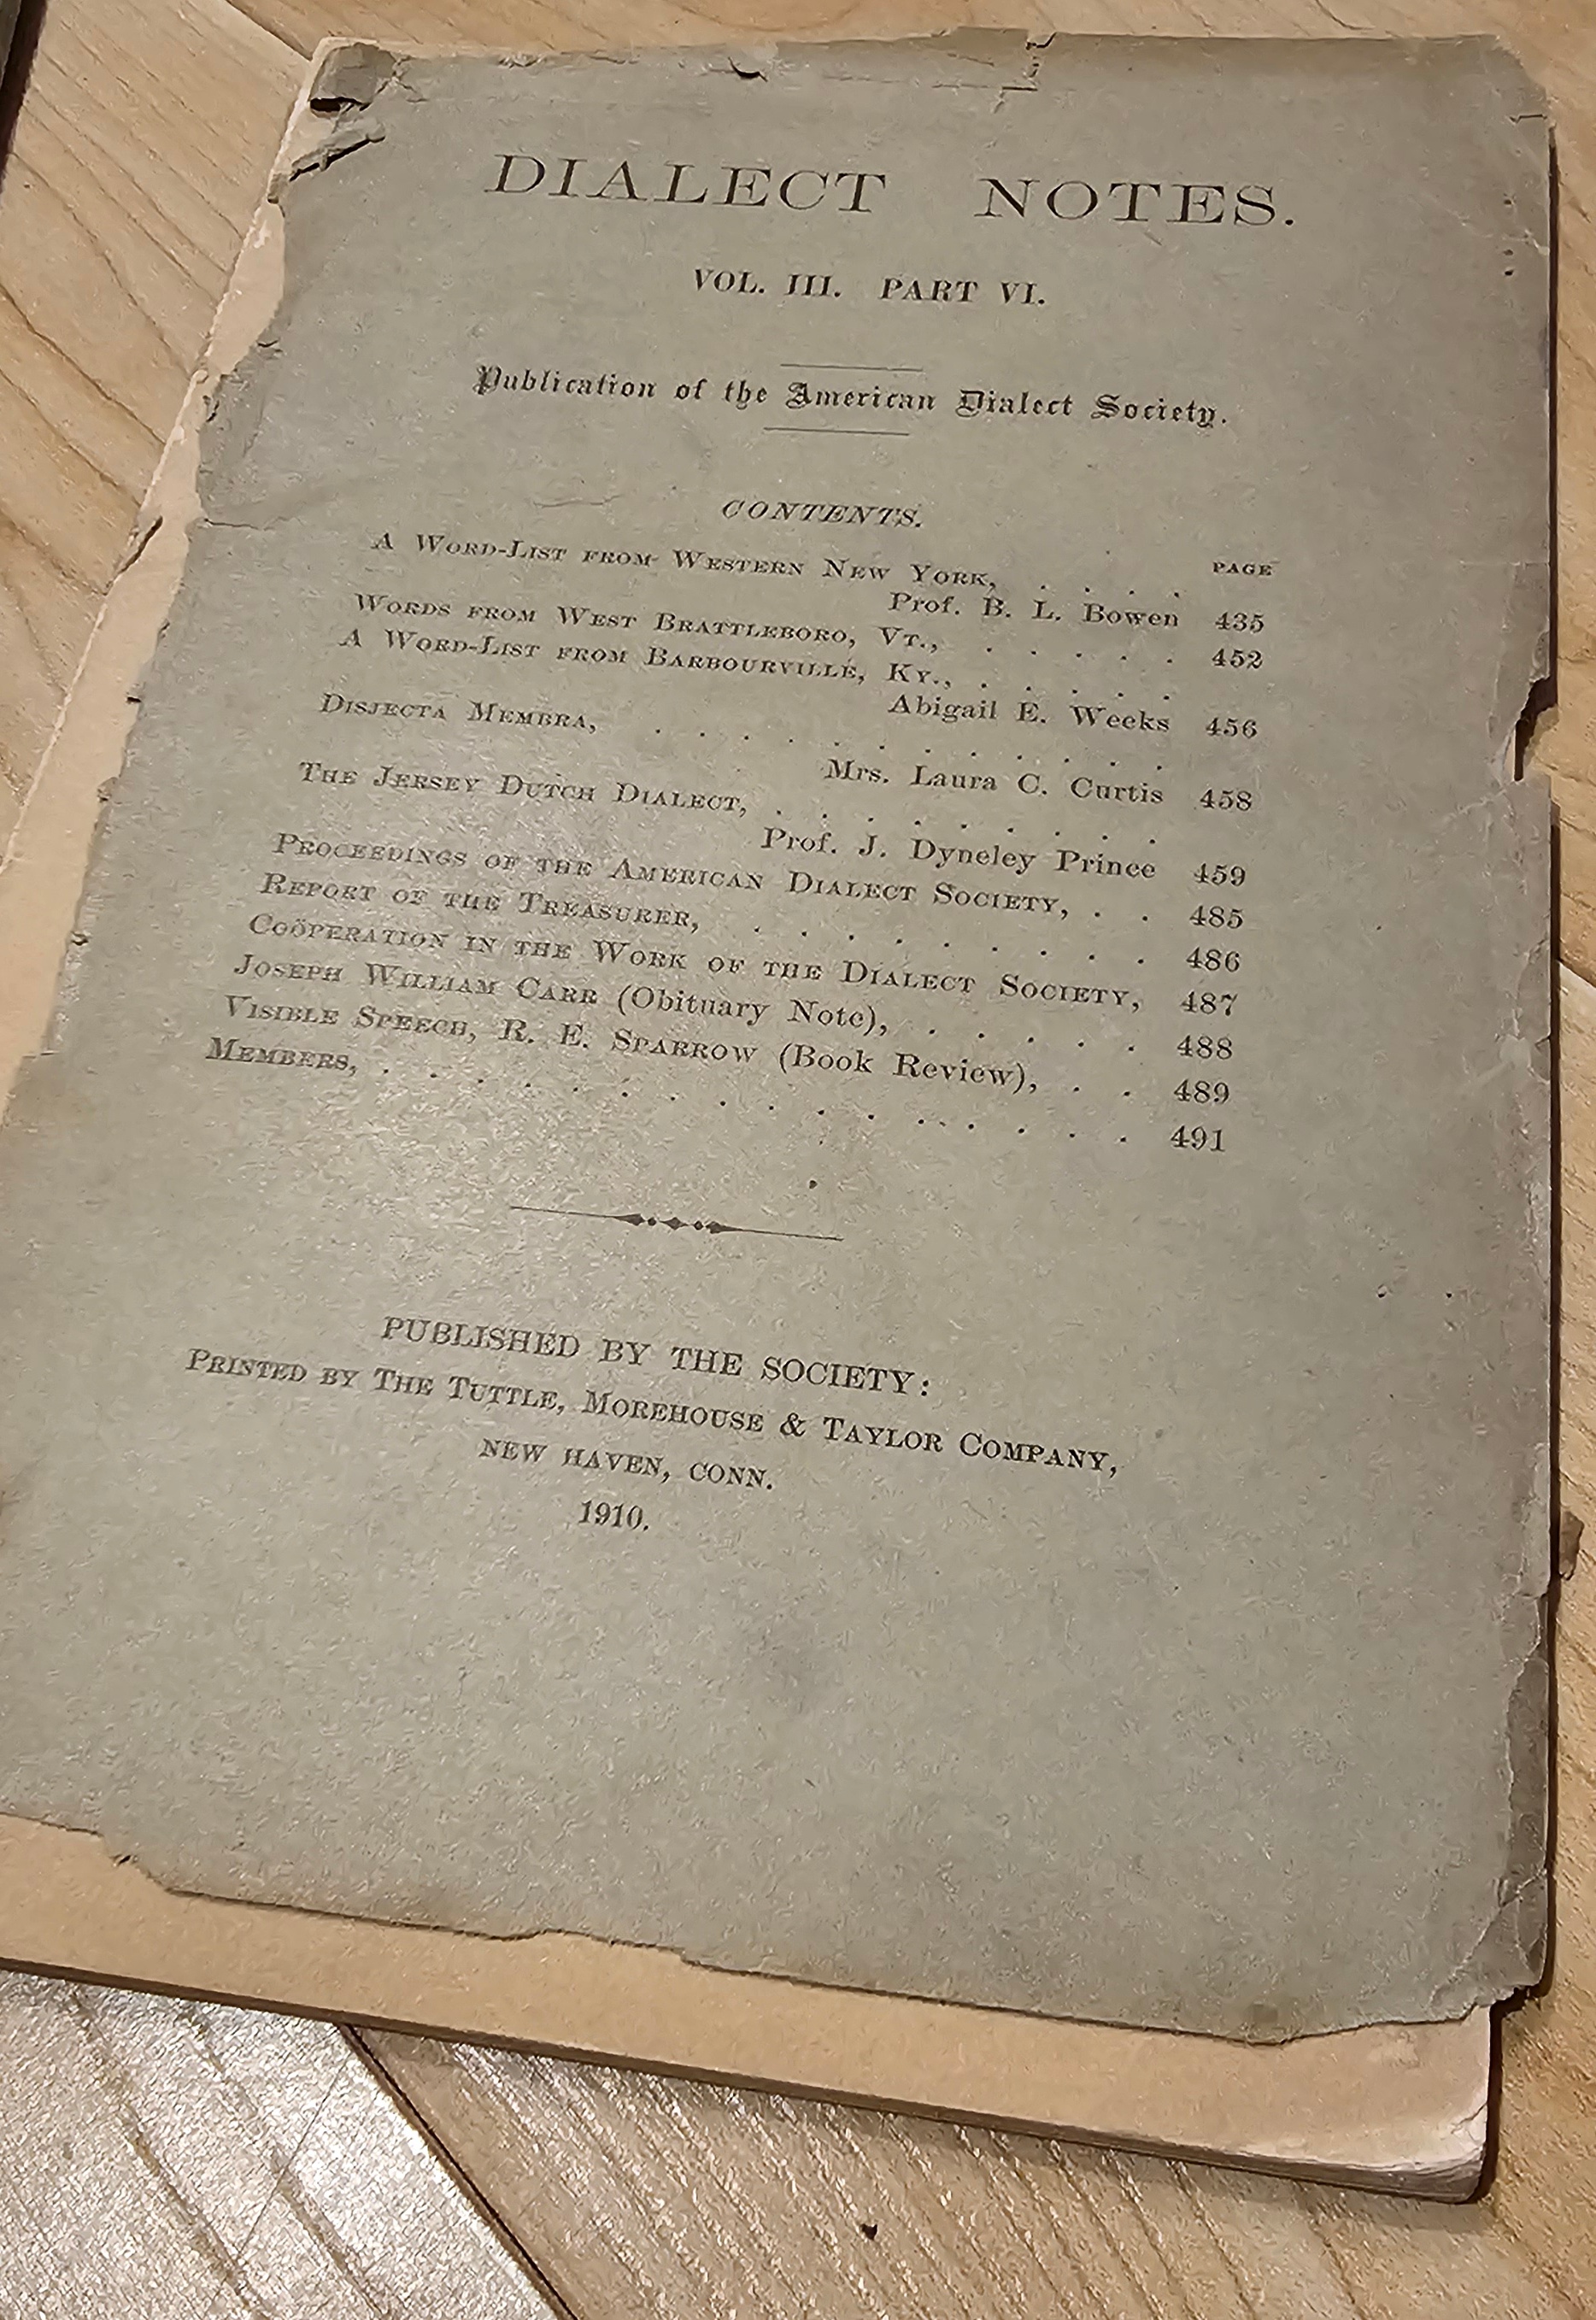 DIALECT NOTES.
VOL. III. PART VI.
Publication of the American Dialect Society.
CONTENTS.
PAGE
A WORD-LIST FROM WESTERN NEW YORK, . . . .
Prof. B. L. Bowen 435
WORDS FROM WEST BRATTLEBORO, VT., . . . . . 452
A WORD-LIST FROM BARBOURVILLE, KY., . . . . .
Abigail E. Weeks 456
DISJECTA MEMBRA, . . . . . . . . . . . .
Mrs. Laura C. Curtis 458
THE JERSEY DUTCH DIALECT, . . . . . . . . .
Prof. J. Dyneley Prince 459
PROCEEDINGS OF THE AMERICAN DIALECT SOCIETY, . . 485
REPORT OF THE TREASURER, . . . . . . . . . 486
COÖPERATION IN THE WORK OF THE DIALECT SOCIETY, 487
JOSEPH WILLIAM CARR (Obituary Note), . . . . . 488
VISIBLE SPEECH, R. E. SPARROW (Book Review), . . 489
MEMBERS, . . . . . . . . . . . . . . . . 491
PUBLISHED BY THE SOCIETY:
PRINTED BY THE TUTTLE, MOREHOUSE & TAYLOR COMPANY,
NEW HAVEN, CONN.
1910.